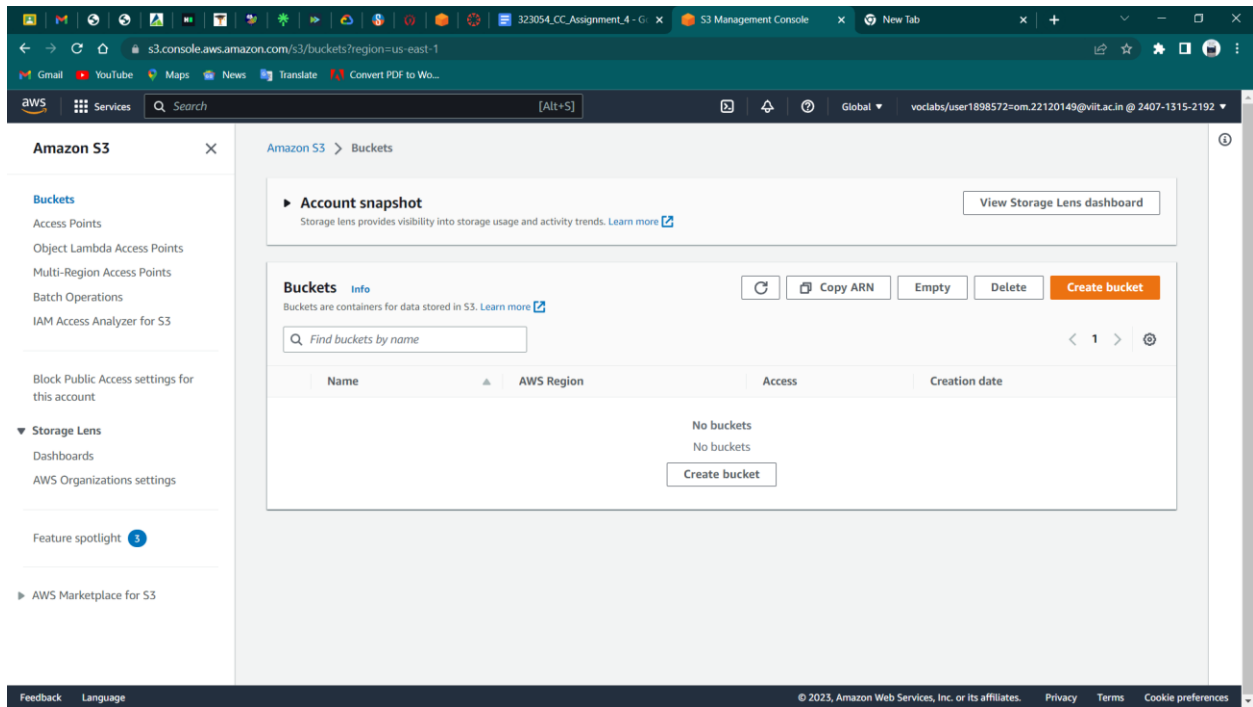 323054_CC_Assignment_4 - G
S3 Management Console
New Tab
s3.console.aws.amazon.com/s3/buckets?region=us-east-1
Gmail
YouTube
Maps
News
Translate
Convert PDF to Wo...
aws
Services
Search
[Alt+S]
Global
voclabs/user1898572=om.22120149@viit.ac.in @ 2407-1315-2192
Amazon S3
Buckets
Access Points
Object Lambda Access Points
Multi-Region Access Points
Batch Operations
IAM Access Analyzer for S3
Block Public Access settings for
this account
Storage Lens
Dashboards
AWS Organizations settings
Feature spotlight 3
AWS Marketplace for S3
Amazon S3 > Buckets
Account snapshot
View Storage Lens dashboard
Storage lens provides visibility into storage usage and activity trends. Learn more
Buckets Info
Copy ARN
Empty
Delete
Create bucket
Buckets are containers for data stored in S3. Learn more
Find buckets by name
< 1 >
Name
AWS Region
Access
Creation date
No buckets
No buckets
Create bucket
Feedback
Language
© 2023, Amazon Web Services, Inc. or its affiliates.
Privacy
Terms
Cookie preferences